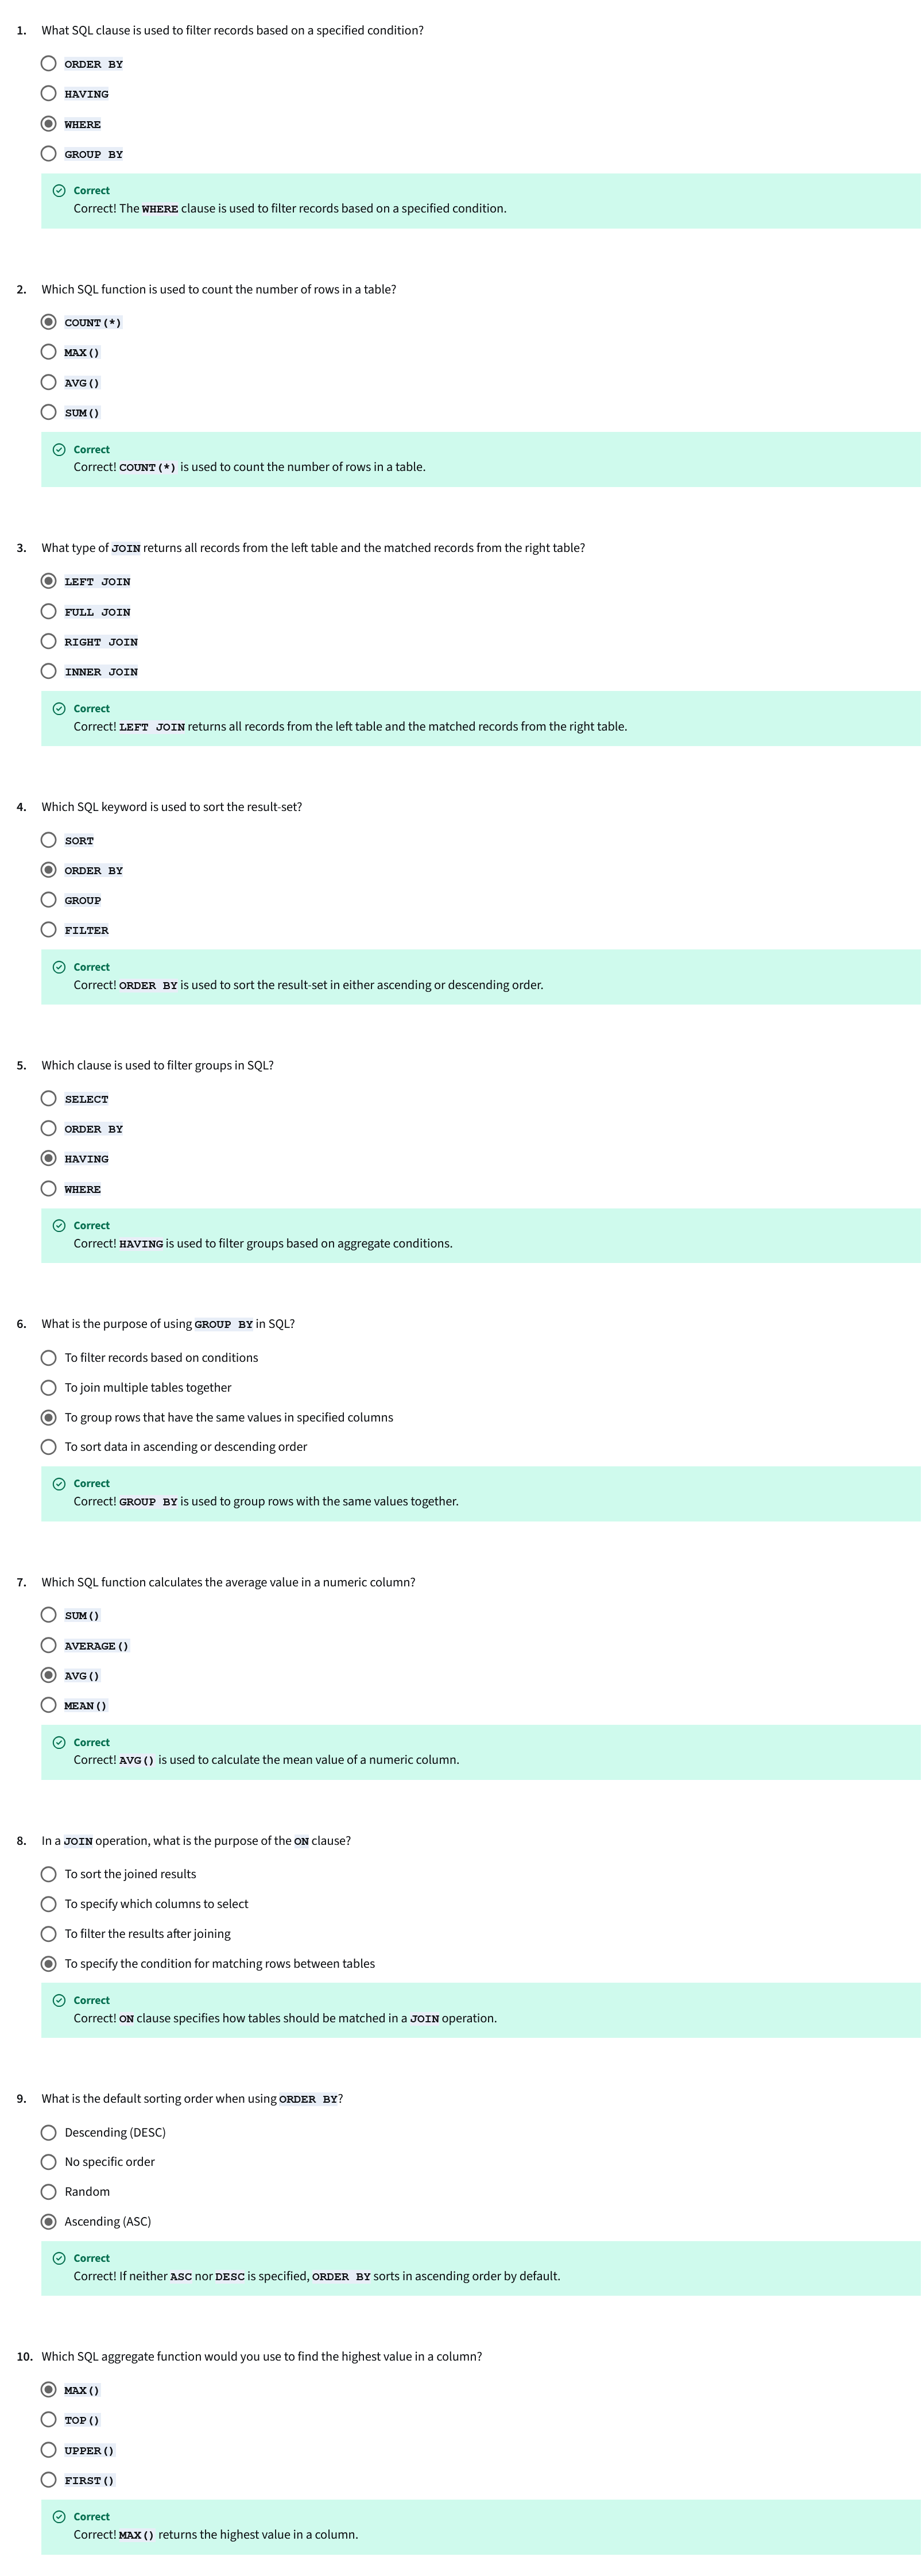 1. What SQL clause is used to filter records based on a specified condition?
ORDER BY
HAVING
WHERE
GROUP BY
Correct
Correct! The WHERE clause is used to filter records based on a specified condition.
2. Which SQL function is used to count the number of rows in a table?
COUNT(*)
MAX()
AVG()
SUM()
Correct
Correct! COUNT(*) is used to count the number of rows in a table.
3. What type of JOIN returns all records from the left table and the matched records from the right table?
LEFT JOIN
FULL JOIN
RIGHT JOIN
INNER JOIN
Correct
Correct! LEFT JOIN returns all records from the left table and the matched records from the right table.
4. Which SQL keyword is used to sort the result-set?
SORT
ORDER BY
GROUP
FILTER
Correct
Correct! ORDER BY is used to sort the result-set in either ascending or descending order.
5. Which clause is used to filter groups in SQL?
SELECT
ORDER BY
HAVING
WHERE
Correct
Correct! HAVING is used to filter groups based on aggregate conditions.
6. What is the purpose of using GROUP BY in SQL?
To filter records based on conditions
To join multiple tables together
To group rows that have the same values in specified columns
To sort data in ascending or descending order
Correct
Correct! GROUP BY is used to group rows with the same values together.
7. Which SQL function calculates the average value in a numeric column?
SUM()
AVERAGE()
AVG()
MEAN()
Correct
Correct! AVG() is used to calculate the mean value of a numeric column.
8. In a JOIN operation, what is the purpose of the ON clause?
To sort the joined results
To specify which columns to select
To filter the results after joining
To specify the condition for matching rows between tables
Correct
Correct! ON clause specifies how tables should be matched in a JOIN operation.
9. What is the default sorting order when using ORDER BY?
Descending (DESC)
No specific order
Random
Ascending (ASC)
Correct
Correct! If neither ASC nor DESC is specified, ORDER BY sorts in ascending order by default.
10. Which SQL aggregate function would you use to find the highest value in a column?
MAX()
TOP()
UPPER()
FIRST()
Correct
Correct! MAX() returns the highest value in a column.